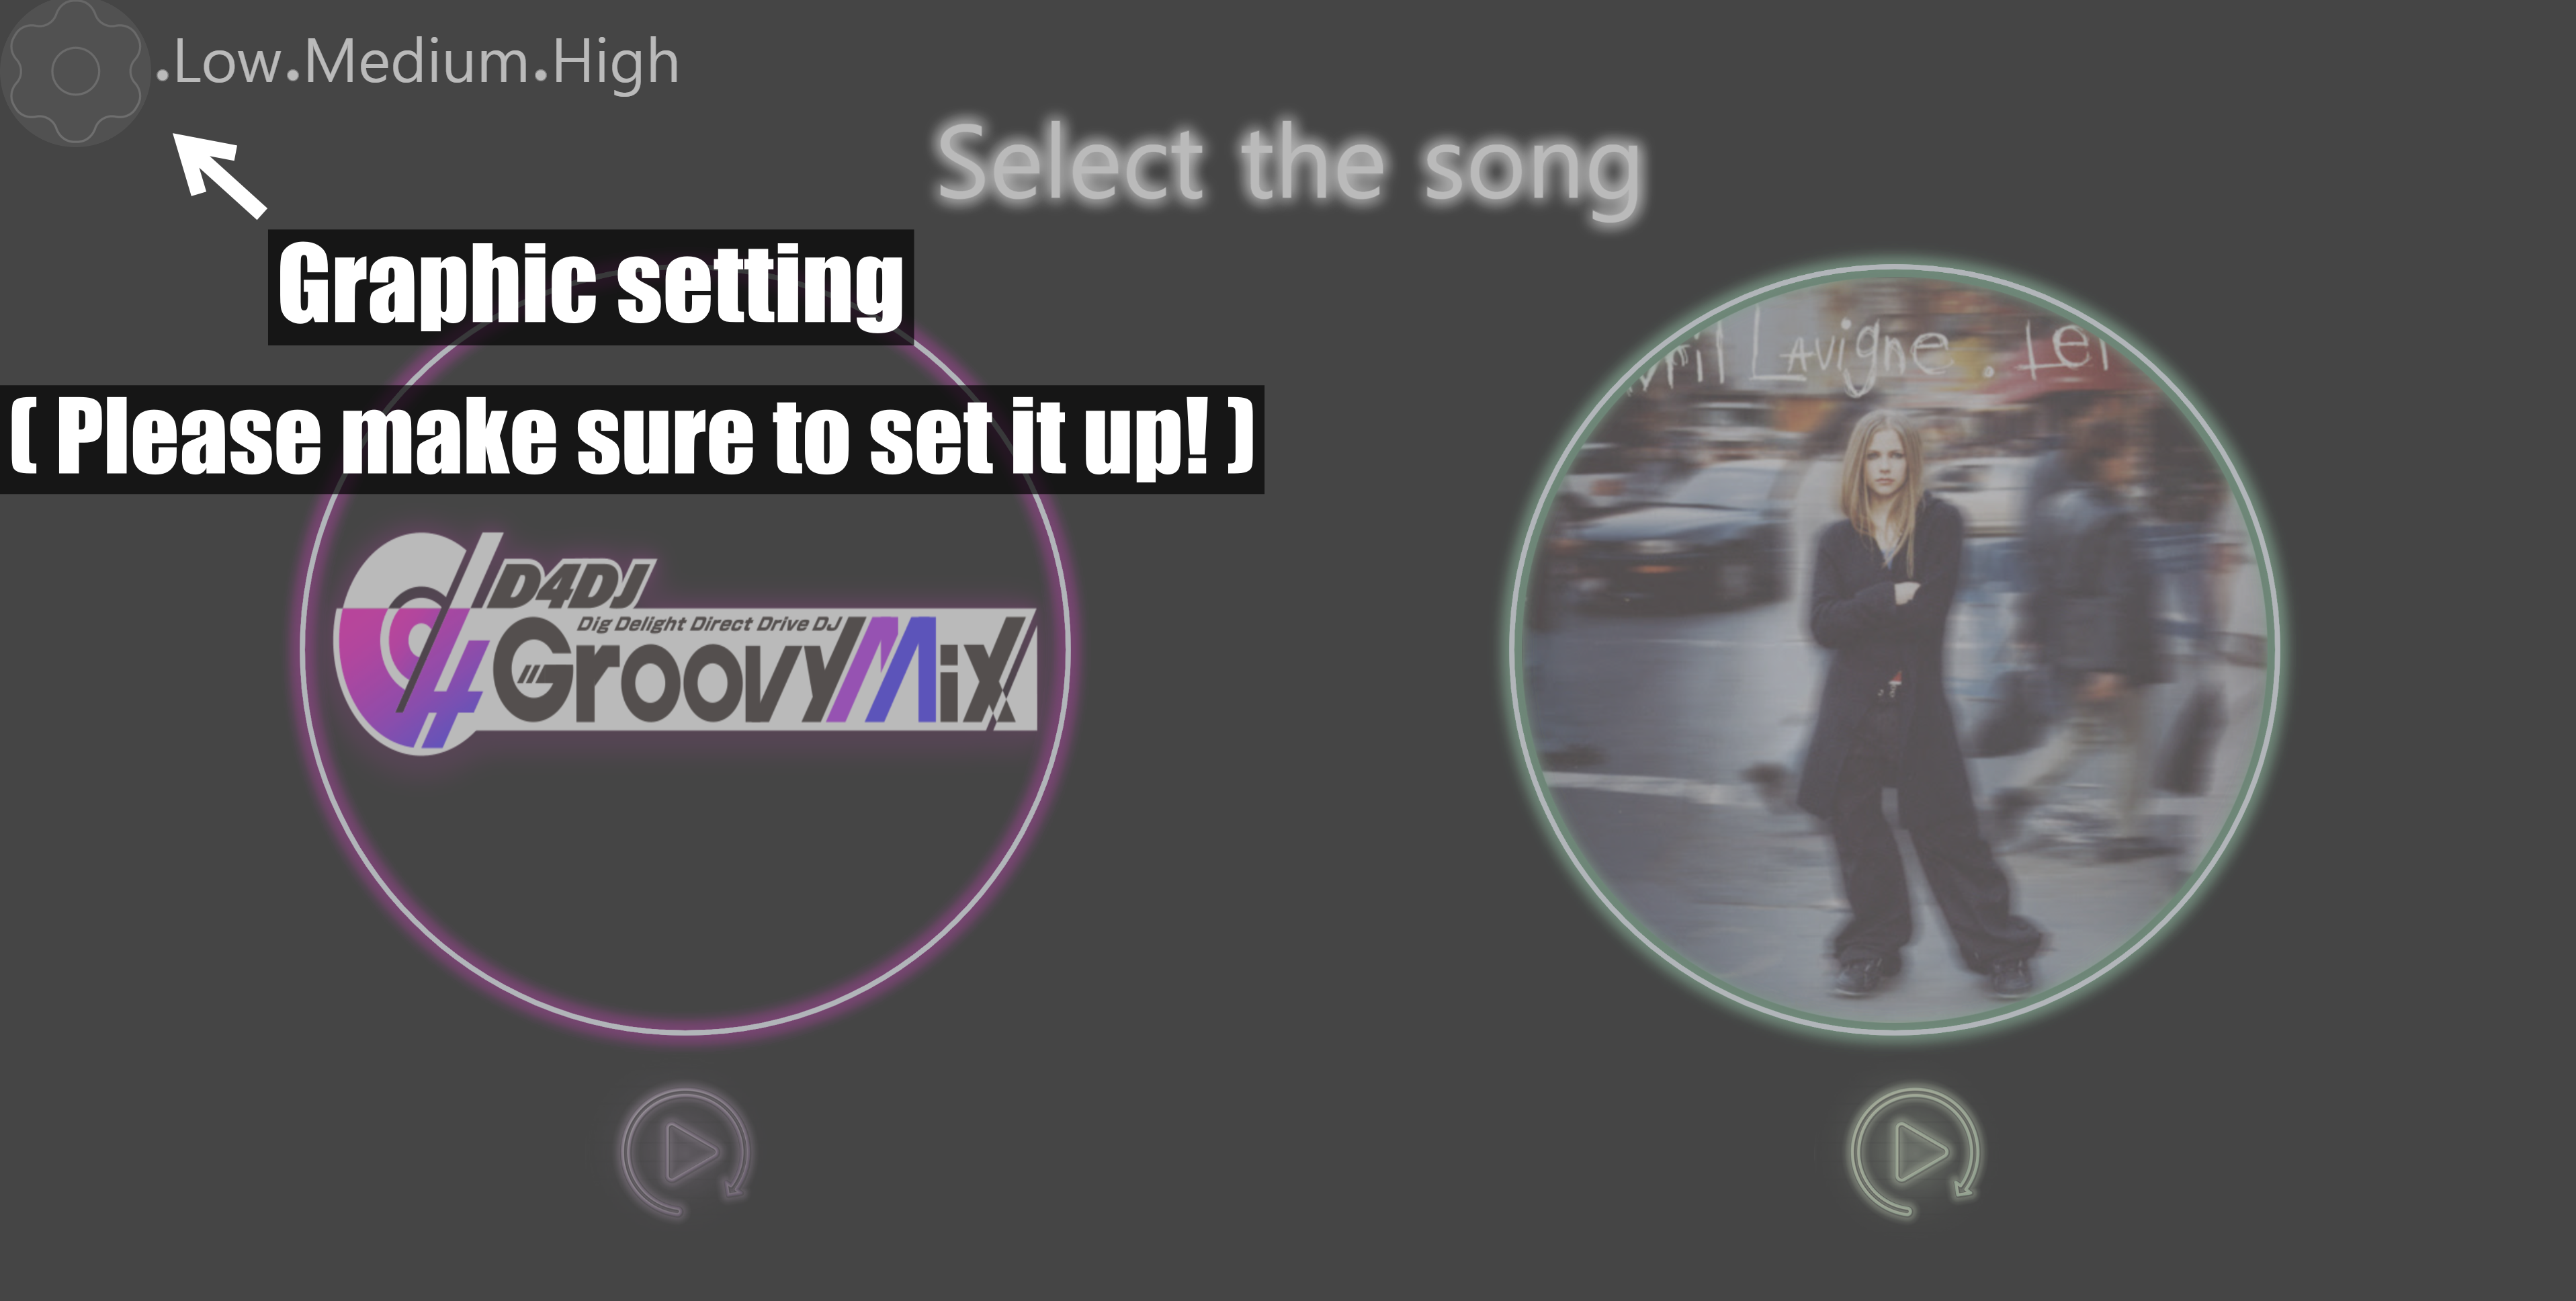 .Low.Medium.High
Select the song
Graphic setting
( Please make sure to set it up! )
D4DJ
Dig Delight Direct Drive DJ
GroovyMix
Lavigne . Let